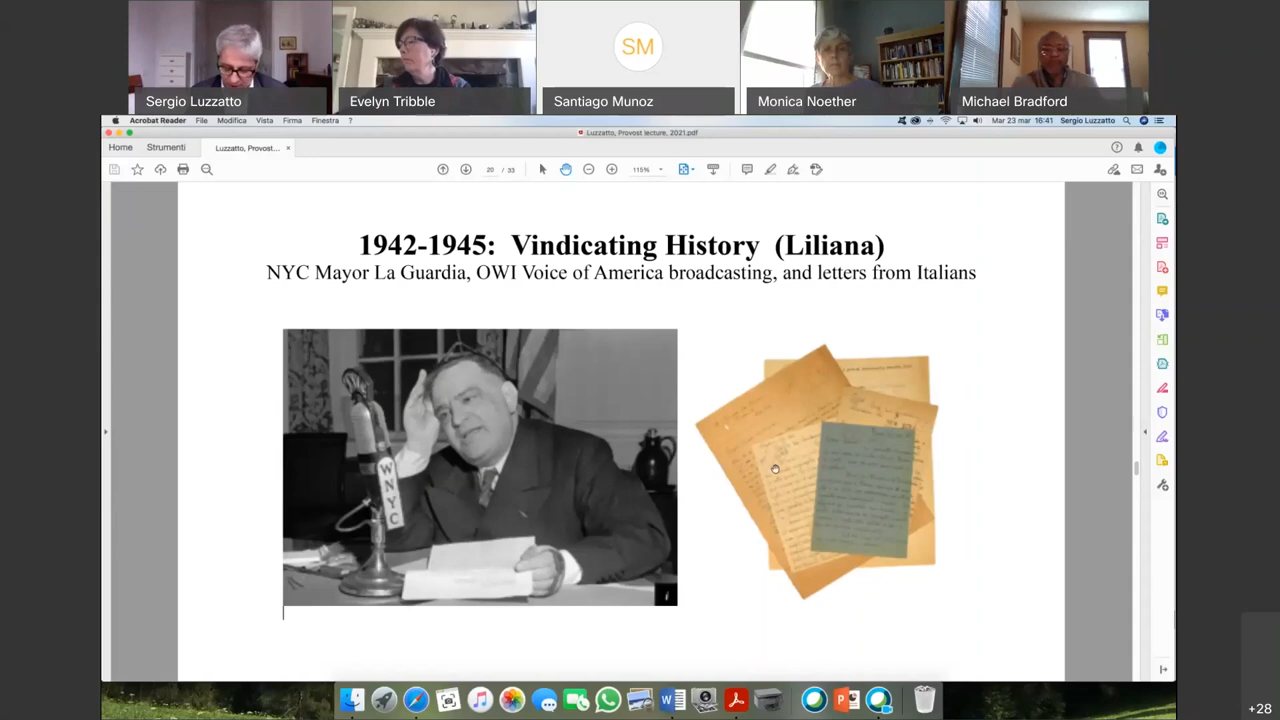 SM
Sergio Luzzatto
Evelyn Tribble
Santiago Munoz
Monica Noether
Michael Bradford
Acrobat Reader File Modifica Vista Firma Finestra ?
Mar 23 mar 16:41 Sergio Luzzatto
Luzzatto, Provost lecture, 2021.pdf
Home Strumenti Luzzatto, Provost... ×
20 / 33
115%
1942-1945: Vindicating History (Liliana)
NYC Mayor La Guardia, OWI Voice of America broadcasting, and letters from Italians
WNYC
+28